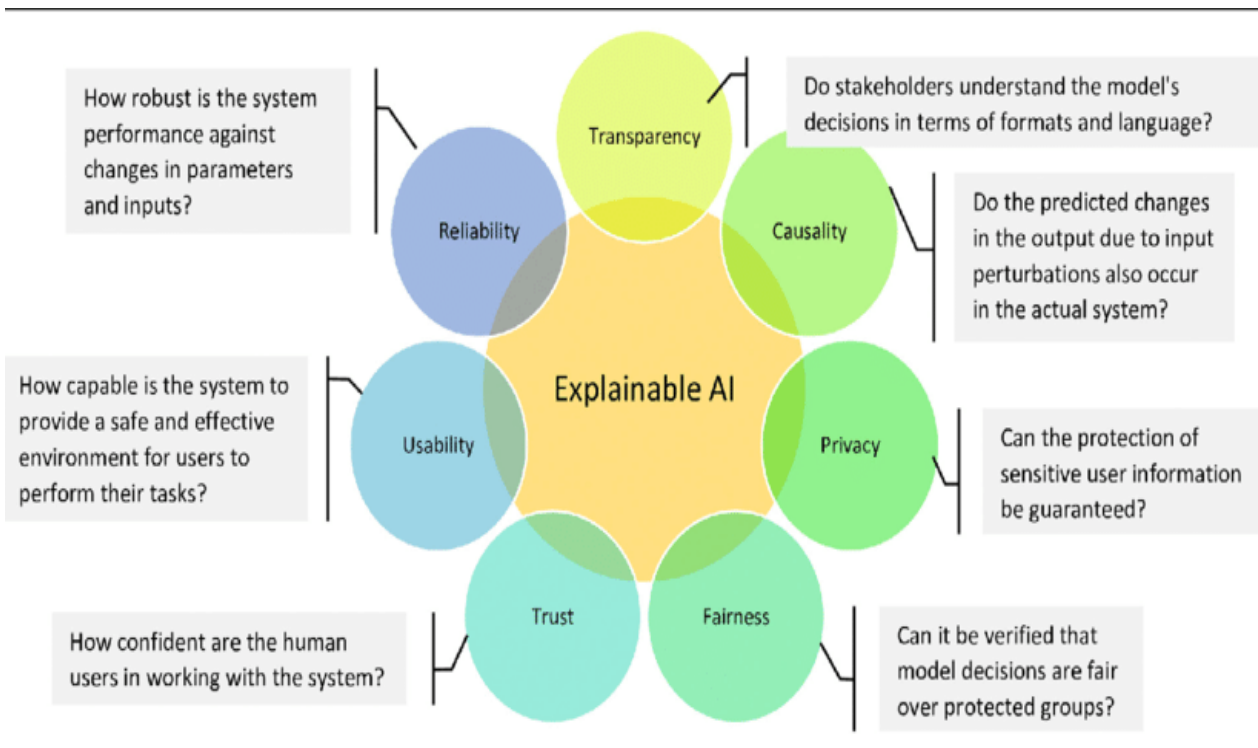 Transparency
Do stakeholders understand the model's
decisions in terms of formats and language?
Causality
Do the predicted changes
in the output due to input
perturbations also occur
in the actual system?
Privacy
Can the protection of
sensitive user information
be guaranteed?
Fairness
Can it be verified that
model decisions are fair
over protected groups?
Trust
How confident are the human
users in working with the system?
Usability
How capable is the system to
provide a safe and effective
environment for users to
perform their tasks?
Reliability
How robust is the system
performance against
changes in parameters
and inputs?
Explainable AI